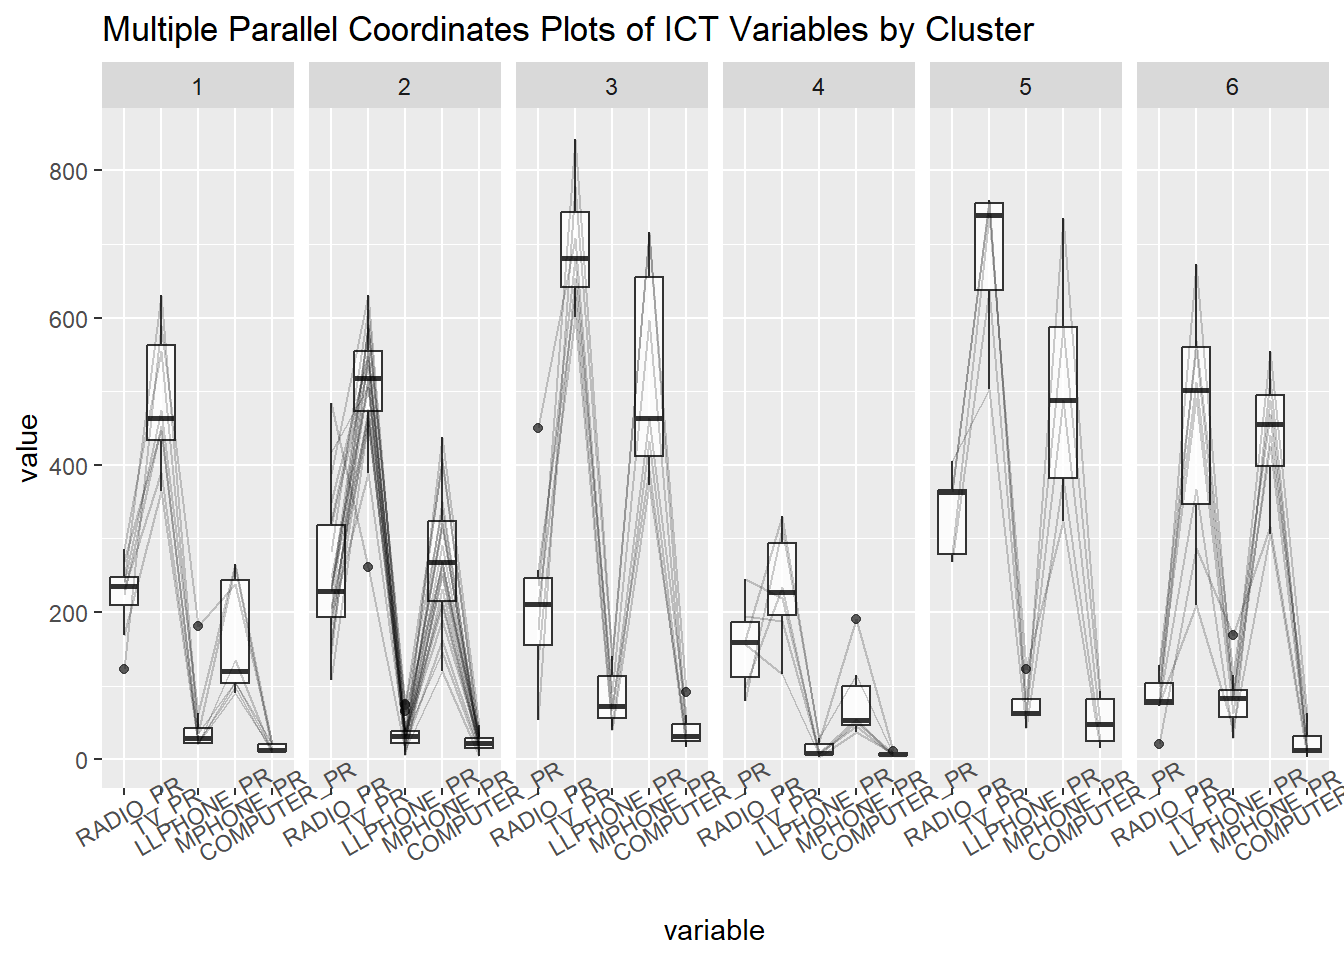 Multiple Parallel Coordinates Plots of ICT Variables by Cluster
1 2 3 4 5 6
800
600
400
200
0
value
RADIO_PR TV_PR LLPHONE_PR MPHONE_PR COMPUTER_PR
RADIO_PR TV_PR LLPHONE_PR MPHONE_PR COMPUTER_PR
RADIO_PR TV_PR LLPHONE_PR MPHONE_PR COMPUTER_PR
RADIO_PR TV_PR LLPHONE_PR MPHONE_PR COMPUTER_PR
RADIO_PR TV_PR LLPHONE_PR MPHONE_PR COMPUTER_PR
RADIO_PR TV_PR LLPHONE_PR MPHONE_PR COMPUTER
variable